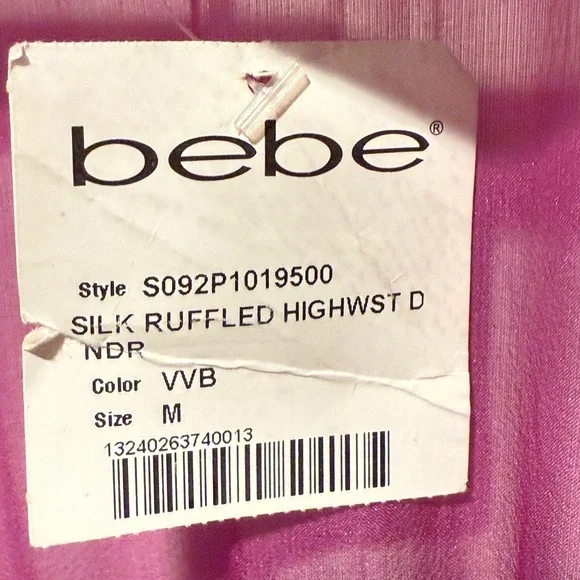 bebe®
Style S092P1019500
SILK RUFFLED HIGHWST D
NDR
Color VVB
Size M
13240263740013